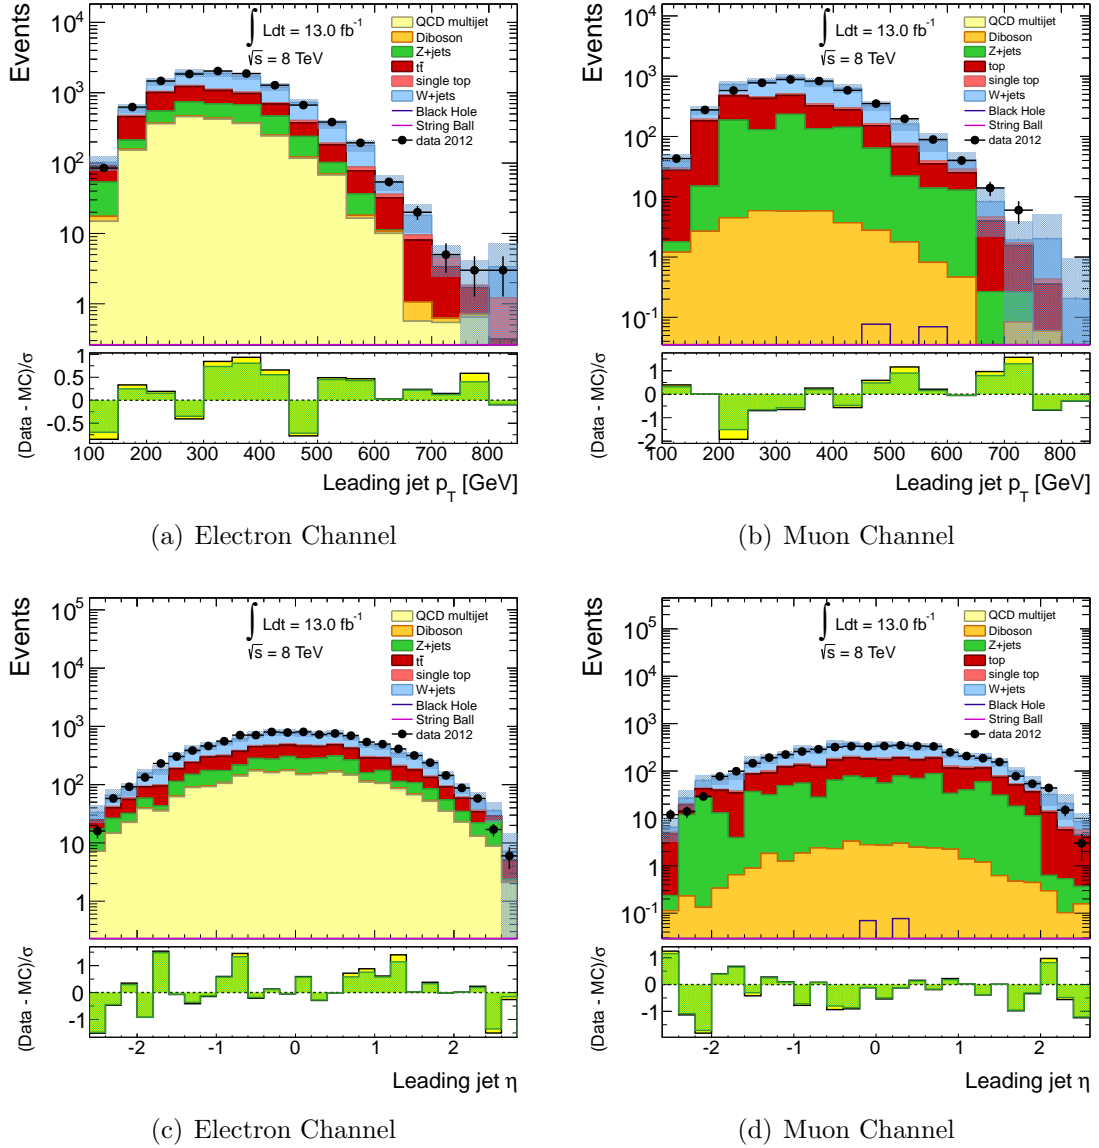 Events
10⁴
10³
10²
10
1
∫ Ldt = 13.0 fb⁻¹
√s = 8 TeV
QCD multijet
Diboson
Z+jets
tt̄
single top
W+jets
Black Hole
String Ball
data 2012
(Data - MC)/σ
0.5
0
-0.5
100 200 300 400 500 600 700 800
Leading jet p_T [GeV]
(a) Electron Channel
Events
10⁴
10³
10²
10
1
10⁻¹
∫ Ldt = 13.0 fb⁻¹
√s = 8 TeV
QCD multijet
Diboson
Z+jets
top
single top
W+jets
Black Hole
String Ball
data 2012
(Data - MC)/σ
1
0
-1
-2
100 200 300 400 500 600 700 800
Leading jet p_T [GeV]
(b) Muon Channel
Events
10⁵
10⁴
10³
10²
10
1
∫ Ldt = 13.0 fb⁻¹
√s = 8 TeV
QCD multijet
Diboson
Z+jets
tt̄
single top
W+jets
Black Hole
String Ball
data 2012
(Data - MC)/σ
1
0
-1
-2 -1 0 1 2
Leading jet η
(c) Electron Channel
Events
10⁵
10⁴
10³
10²
10
1
10⁻¹
∫ Ldt = 13.0 fb⁻¹
√s = 8 TeV
QCD multijet
Diboson
Z+jets
top
single top
W+jets
Black Hole
String Ball
data 2012
(Data - MC)/σ
1
0
-1
-2 -1 0 1 2
Leading jet η
(d) Muon Channel